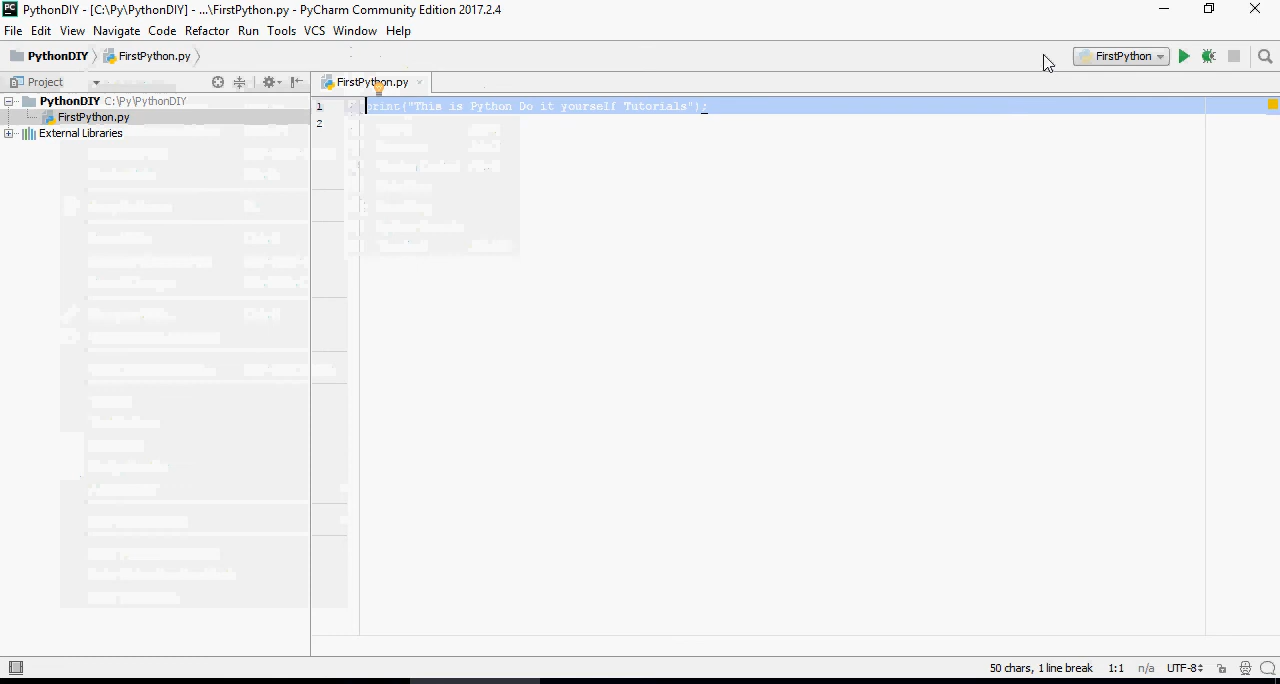 PythonDIY - [C:\Py\PythonDIY] - ...\FirstPython.py - PyCharm Community Edition 2017.2.4
File Edit View Navigate Code Refactor Run Tools VCS Window Help
PythonDIY FirstPython.py FirstPython
Project FirstPython.py
PythonDIY C:\Py\PythonDIY
FirstPython.py
External Libraries
1 print("This is Python Do it yourself Tutorials");
2
50 chars, 1 line break 1:1 n/a UTF-8